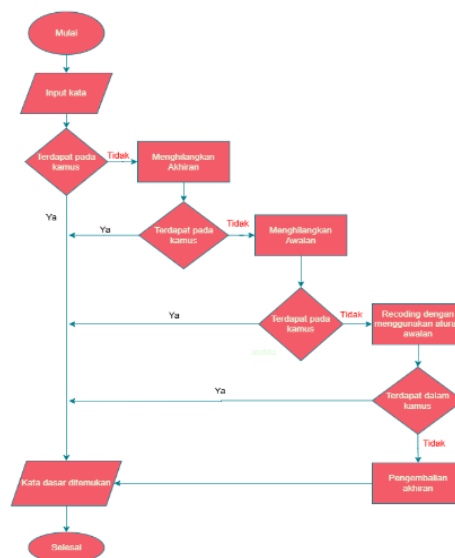 Mulai
Input kata
Terdapat pada
kamus
Tidak
Menghilangkan
Akhiran
Ya
Ya
Terdapat pada
kamus
Tidak
Menghilangkan
Awalan
Ya
Terdapat pada
kamus
Tidak
Recoding dengan
menggunakan aturan
awalan
Ya
Terdapat dalam
kamus
Tidak
Kata dasar ditemukan
Pengembalian
akhiran
Selesai